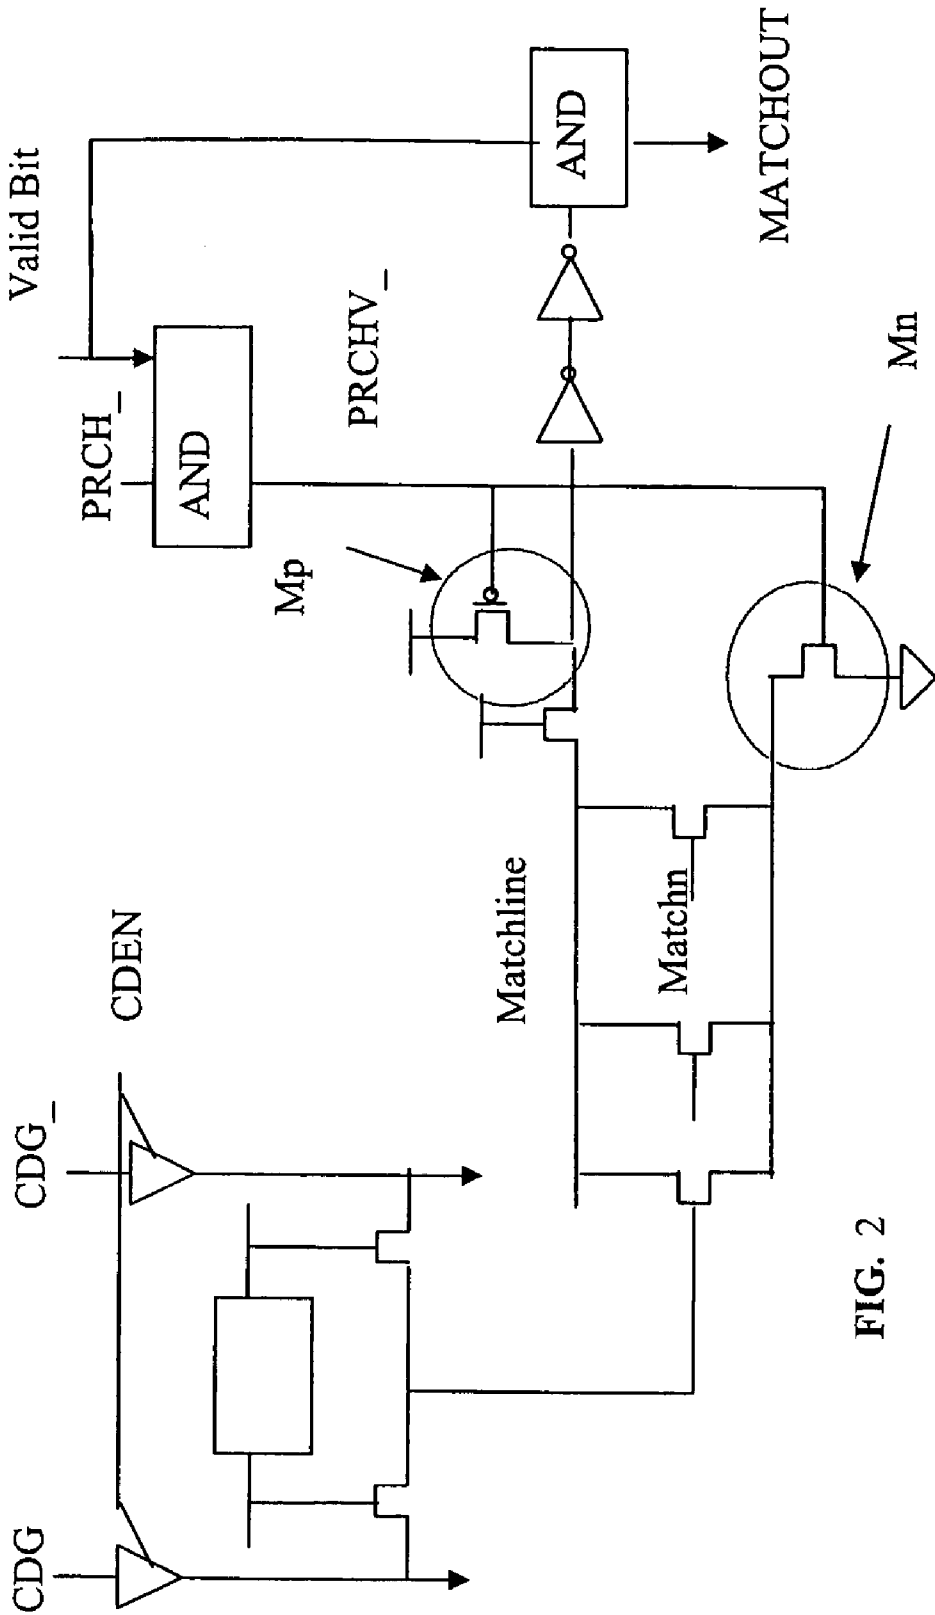 CDG
CDG_
CDEN
PRCH_
Valid Bit
AND
Mp
PRCHV_
Matchline
AND
Matchn
MATCHOUT
Mn
FIG. 2